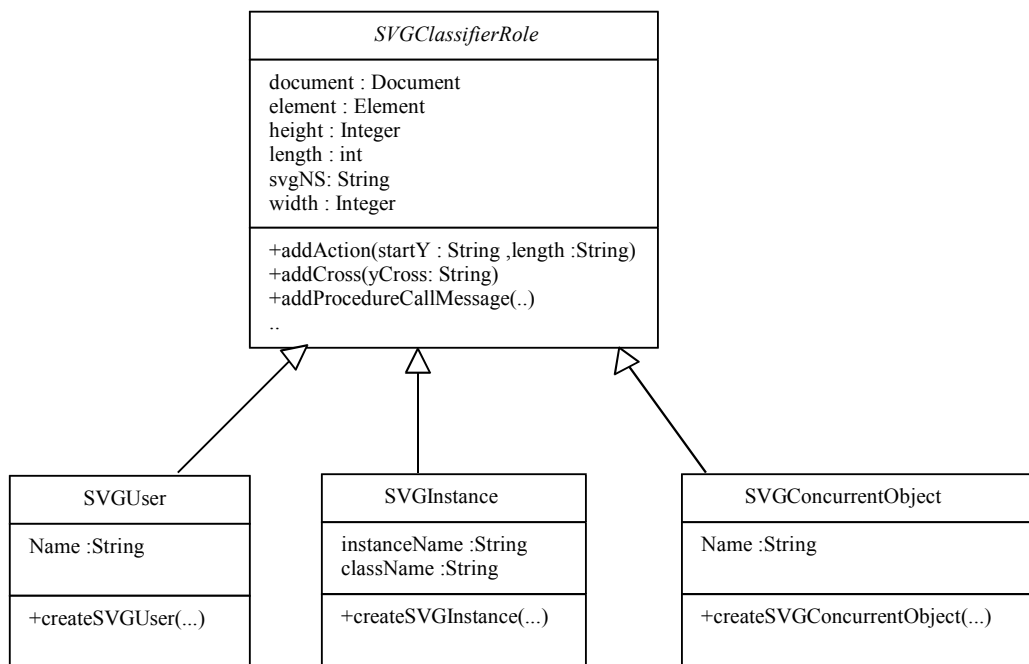 SVGClassifierRole
document : Document
element : Element
height : Integer
length : int
svgNS: String
width : Integer
+addAction(startY : String ,length :String)
+addCross(yCross: String)
+addProcedureCallMessage(..)
..
SVGUser
Name :String
+createSVGUser(...)
SVGInstance
instanceName :String
className :String
+createSVGInstance(...)
SVGConcurrentObject
Name :String
+createSVGConcurrentObject(...)